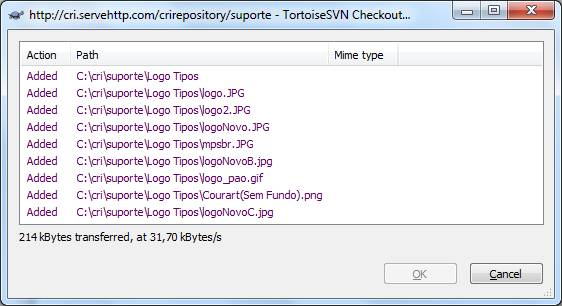 http://cri.servehttp.com/crirepository/suporte - TortoiseSVN Checkout...
Action Path Mime type
Added C:\cri\suporte\Logo Tipos
Added C:\cri\suporte\Logo Tipos\logo.JPG
Added C:\cri\suporte\Logo Tipos\logo2.JPG
Added C:\cri\suporte\Logo Tipos\logoNovo.JPG
Added C:\cri\suporte\Logo Tipos\mpsbr.JPG
Added C:\cri\suporte\Logo Tipos\logoNovoB.jpg
Added C:\cri\suporte\Logo Tipos\logo_pao.gif
Added C:\cri\suporte\Logo Tipos\Courart(Sem Fundo).png
Added C:\cri\suporte\Logo Tipos\logoNovoC.jpg
214 kBytes transferred, at 31,70 kBytes/s
OK Cancel